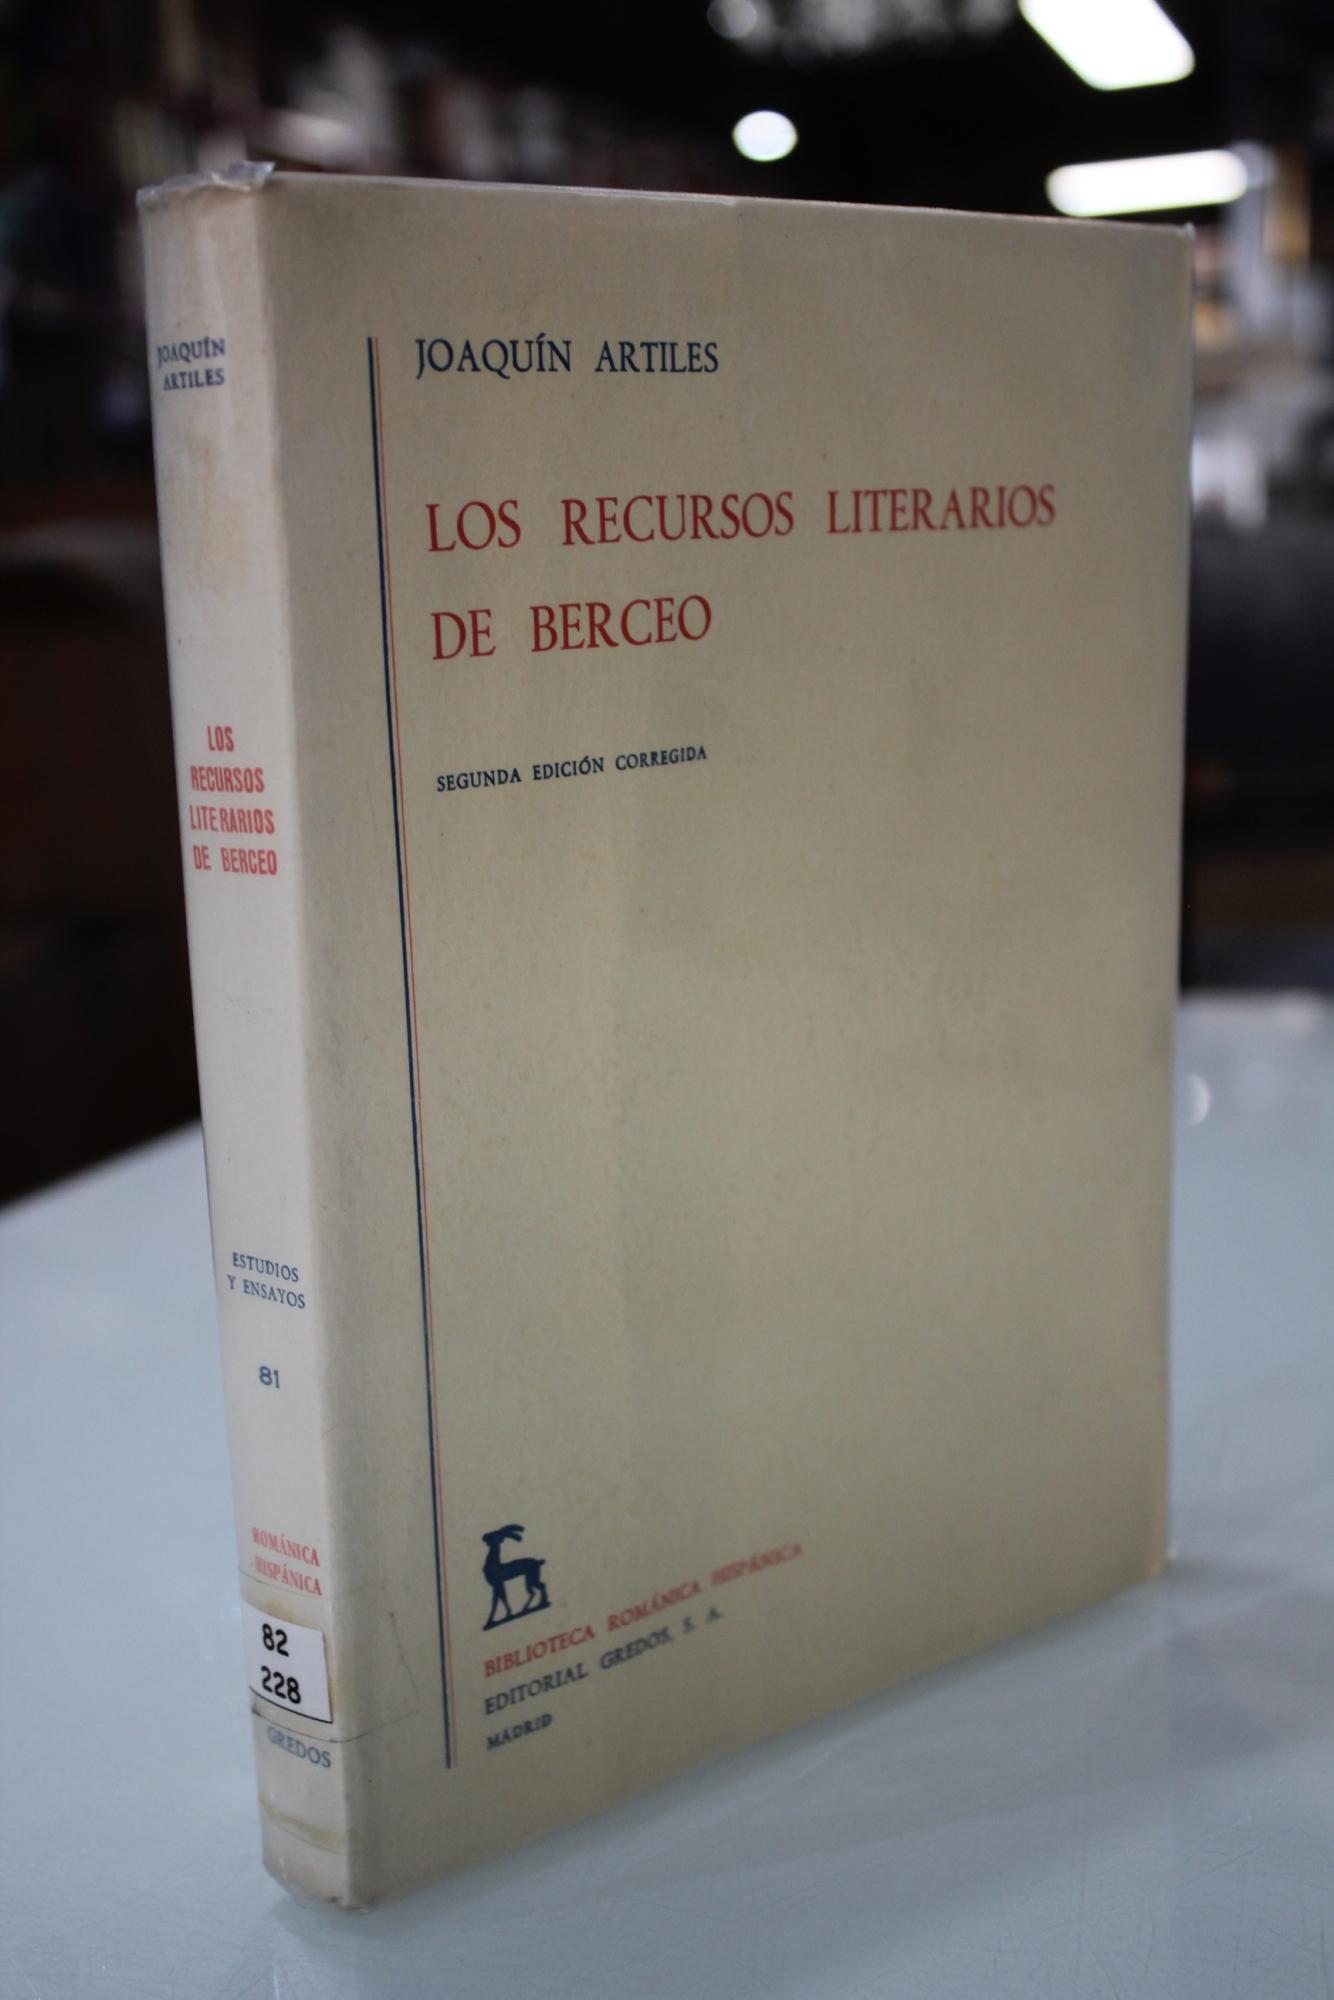 JOAQUÍN
ARTILES
LOS
RECURSOS
LITERARIOS
DE BERCEO
ESTUDIOS
Y ENSAYOS
81
ROMÁNICA
HISPÁNICA
82
228
GREDOS
JOAQUÍN ARTILES
LOS RECURSOS LITERARIOS
DE BERCEO
SEGUNDA EDICIÓN CORREGIDA
BIBLIOTECA ROMÁNICA HISPÁNICA
EDITORIAL GREDOS, S. A.
MADRID